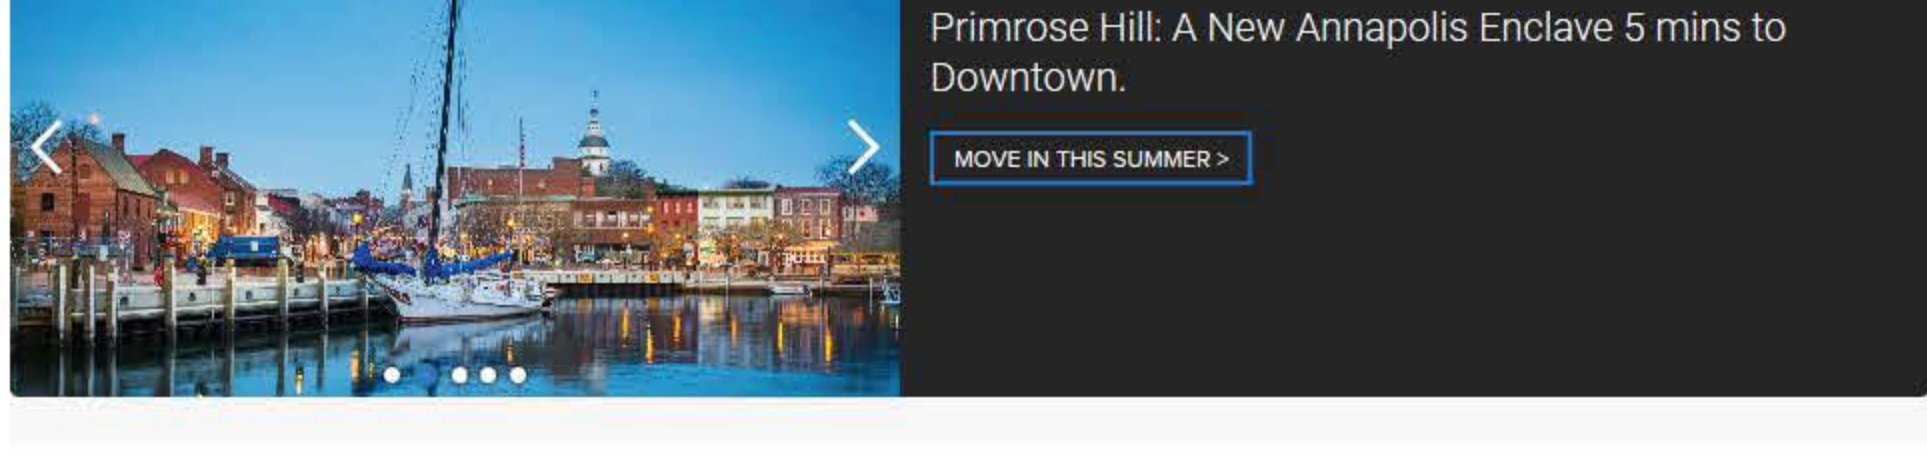 Primrose Hill: A New Annapolis Enclave 5 mins to
Downtown.
MOVE IN THIS SUMMER >